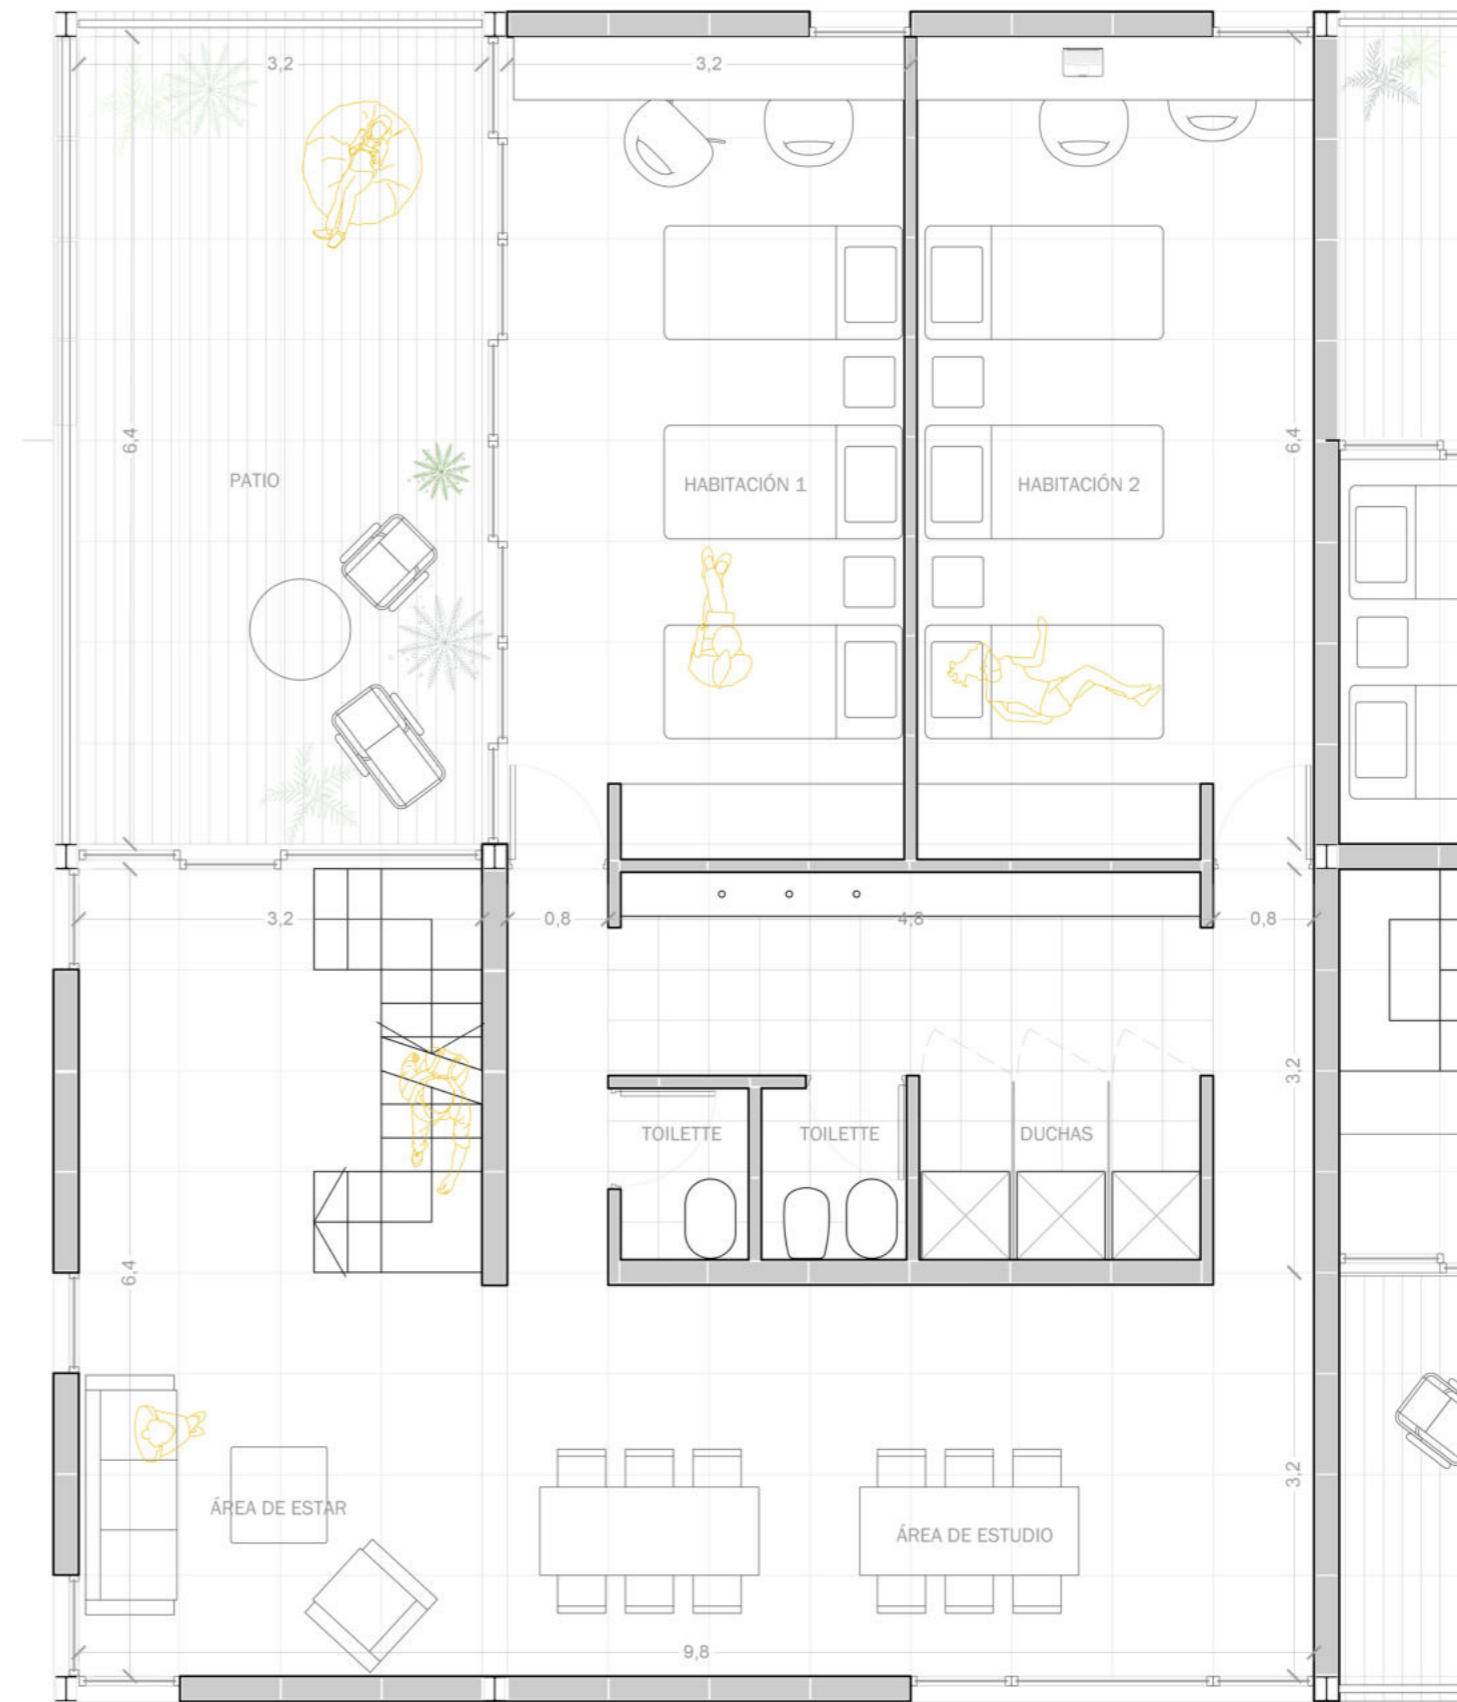 3,2
3,2
6,4
6,4
PATIO
HABITACIÓN 1
HABITACIÓN 2
3,2
0,8
4,8
0,8
3,2
TOILETTE
TOILETTE
DUCHAS
6,4
3,2
ÁREA DE ESTAR
ÁREA DE ESTUDIO
9,8